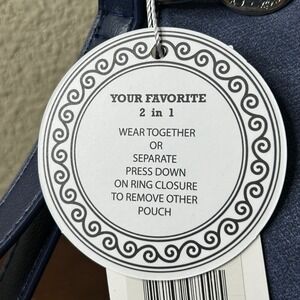 YOUR FAVORITE
2 in 1
WEAR TOGETHER
OR
SEPARATE
PRESS DOWN
ON RING CLOSURE
TO REMOVE OTHER
POUCH